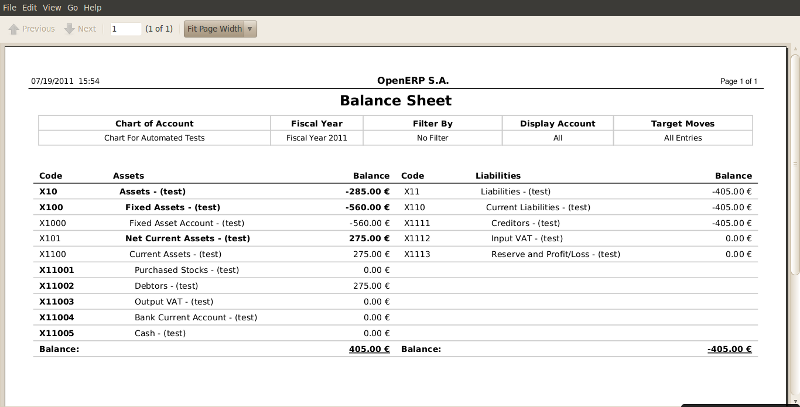 File Edit View Go Help
Previous Next 1 (1 of 1) Fit Page Width
07/19/2011 15:54 OpenERP S.A. Page 1 of 1
Balance Sheet
Chart of Account Fiscal Year Filter By Display Account Target Moves
Chart For Automated Tests Fiscal Year 2011 No Filter All All Entries
Code Assets Balance Code Liabilities Balance
X10 Assets - (test) -285.00 € X11 Liabilities - (test) -405.00 €
X100 Fixed Assets - (test) -560.00 € X110 Current Liabilities - (test) -405.00 €
X1000 Fixed Asset Account - (test) -560.00 € X1111 Creditors - (test) -405.00 €
X101 Net Current Assets - (test) 275.00 € X1112 Input VAT - (test) 0.00 €
X1100 Current Assets - (test) 275.00 € X1113 Reserve and Profit/Loss - (test) 0.00 €
X11001 Purchased Stocks - (test) 0.00 €
X11002 Debtors - (test) 275.00 €
X11003 Output VAT - (test) 0.00 €
X11004 Bank Current Account - (test) 0.00 €
X11005 Cash - (test) 0.00 €
Balance: 405.00 € Balance: -405.00 €